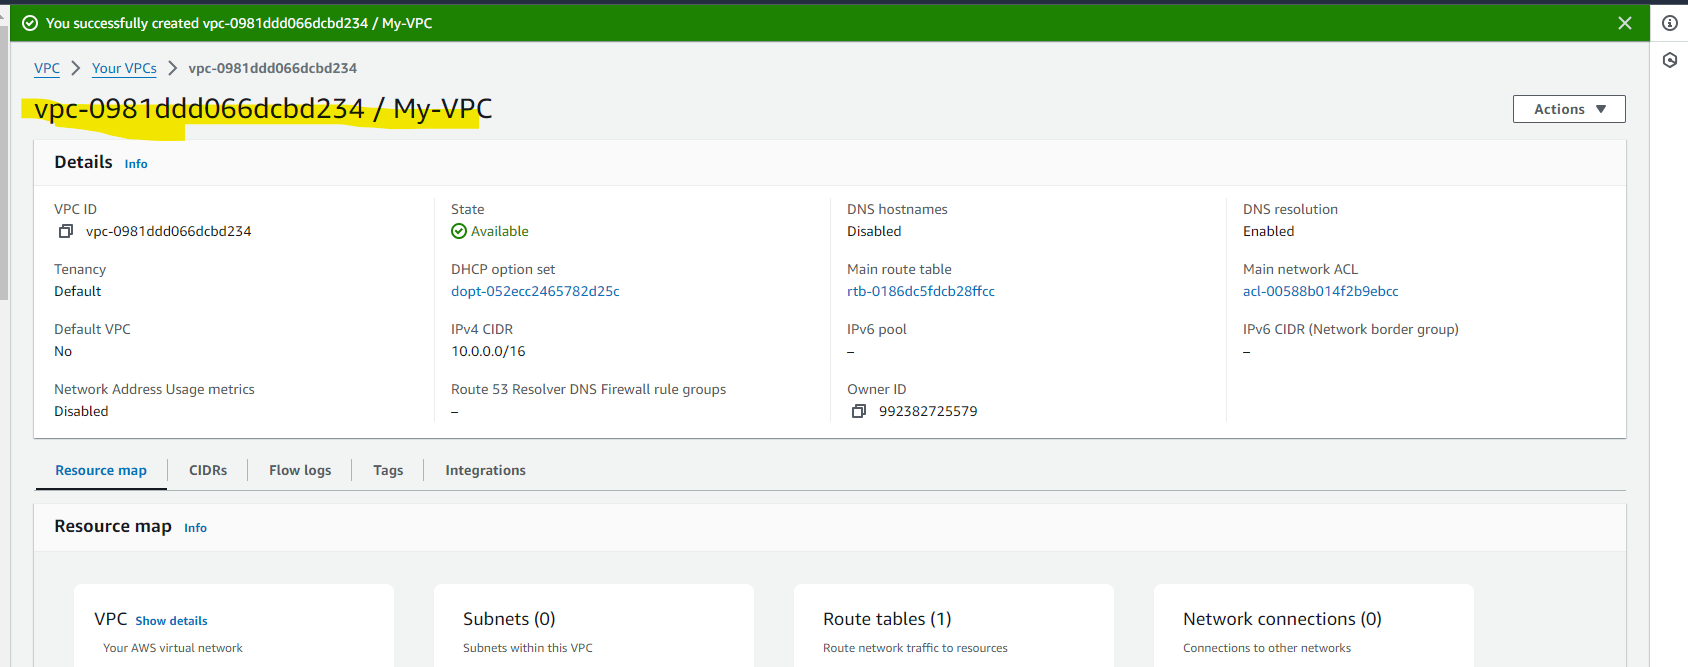 You successfully created vpc-0981ddd066dcbd234 / My-VPC
VPC > Your VPCs > vpc-0981ddd066dcbd234
vpc-0981ddd066dcbd234 / My-VPC
Actions
Details Info
VPC ID
vpc-0981ddd066dcbd234
State
Available
DNS hostnames
Disabled
DNS resolution
Enabled
Tenancy
Default
DHCP option set
dopt-052ecc2465782d25c
Main route table
rtb-0186dc5fdcb28ffcc
Main network ACL
acl-00588b014f2b9ebcc
Default VPC
No
IPv4 CIDR
10.0.0.0/16
IPv6 pool
–
IPv6 CIDR (Network border group)
–
Network Address Usage metrics
Disabled
Route 53 Resolver DNS Firewall rule groups
–
Owner ID
992382725579
Resource map CIDRs Flow logs Tags Integrations
Resource map Info
VPC Show details
Your AWS virtual network
Subnets (0)
Subnets within this VPC
Route tables (1)
Route network traffic to resources
Network connections (0)
Connections to other networks